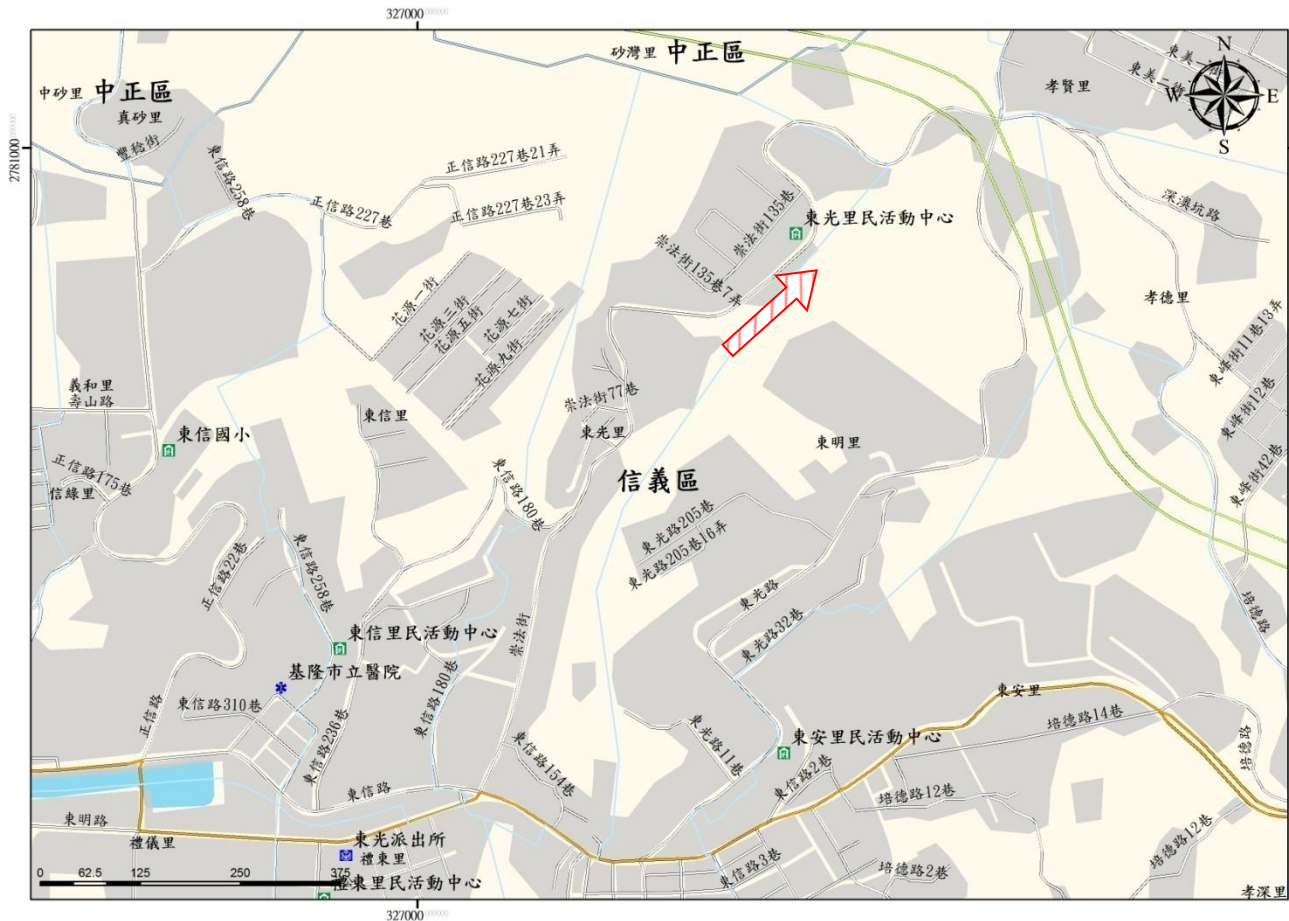 327000
中正區
砂灣里
中正區
N
W
E
S
中砂里
真砂里
豐稔街
孝賢里
東美一街
東美二街
2781000
東信路258巷
正信路227巷21弄
正信路227巷
正信路227巷23弄
崇法街135巷
東光里民活動中心
崇法街135巷7弄
深澳坑路
孝德里
花源一街
花源三街
花源五街
花源七街
花源九街
東峰街11巷13弄
東峰街12巷
東峰街42巷
義和里
壽山路
崇法街77巷
東信里
東光里
東明里
東信國小
正信路175巷
信綠里
信義區
東信路180巷
東光路205巷
東光路205巷16弄
正信路22巷
東信路258巷
東光路
東光路32巷
培德路
東信里民活動中心
崇法街
基隆市立醫院
東信路310巷
正信路
東信路236巷
東信路180巷
東安里
培德路14巷
培德路
東光路11巷
東安里民活動中心
東信路154巷
東信路2巷
培德路12巷
東信路
東明路
禮儀里
東光派出所
禮東里
東信路3巷
培德路2巷
培德路12巷
孝深里
0 62.5 125 250 375
禮東里民活動中心
327000